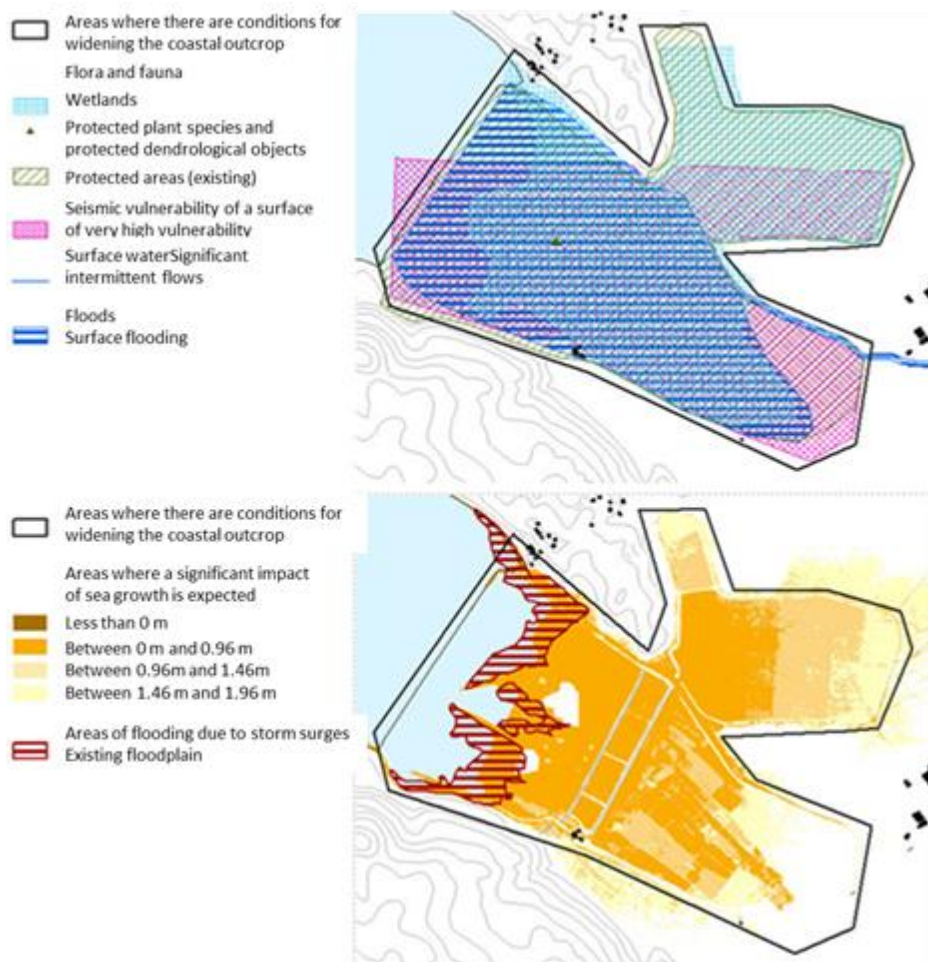 Areas where there are conditions for
widening the coastal outcrop
Flora and fauna
Wetlands
Protected plant species and
protected dendrological objects
Protected areas (existing)
Seismic vulnerability of a surface
of very high vulnerability
Surface waterSignificant
intermittent flows
Floods
Surface flooding
Areas where there are conditions for
widening the coastal outcrop
Areas where a significant impact
of sea growth is expected
Less than 0 m
Between 0 m and 0.96 m
Between 0.96m and 1.46m
Between 1.46 m and 1.96 m
Areas of flooding due to storm surges
Existing floodplain